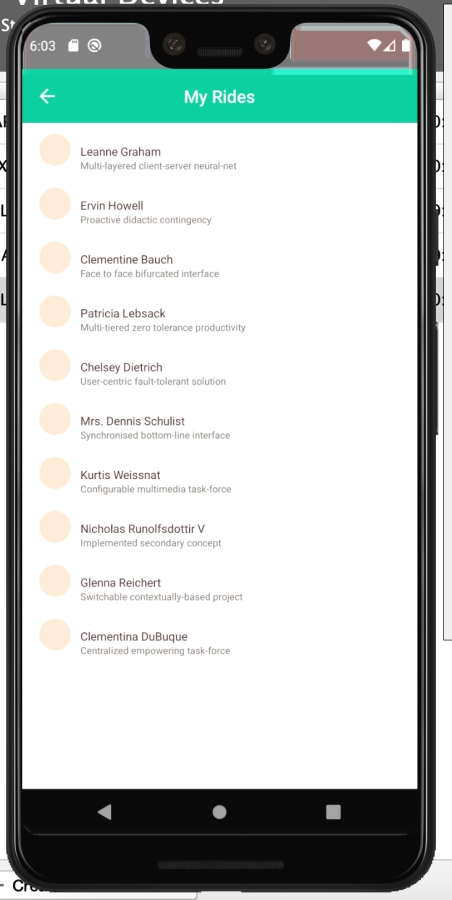 Virtual Devices
6:03
My Rides
Leanne Graham
Multi-layered client-server neural-net
Ervin Howell
Proactive didactic contingency
Clementine Bauch
Face to face bifurcated interface
Patricia Lebsack
Multi-tiered zero tolerance productivity
Chelsey Dietrich
User-centric fault-tolerant solution
Mrs. Dennis Schulist
Synchronised bottom-line interface
Kurtis Weissnat
Configurable multimedia task-force
Nicholas Runolfsdottir V
Implemented secondary concept
Glenna Reichert
Switchable contextually-based project
Clementina DuBuque
Centralized empowering task-force